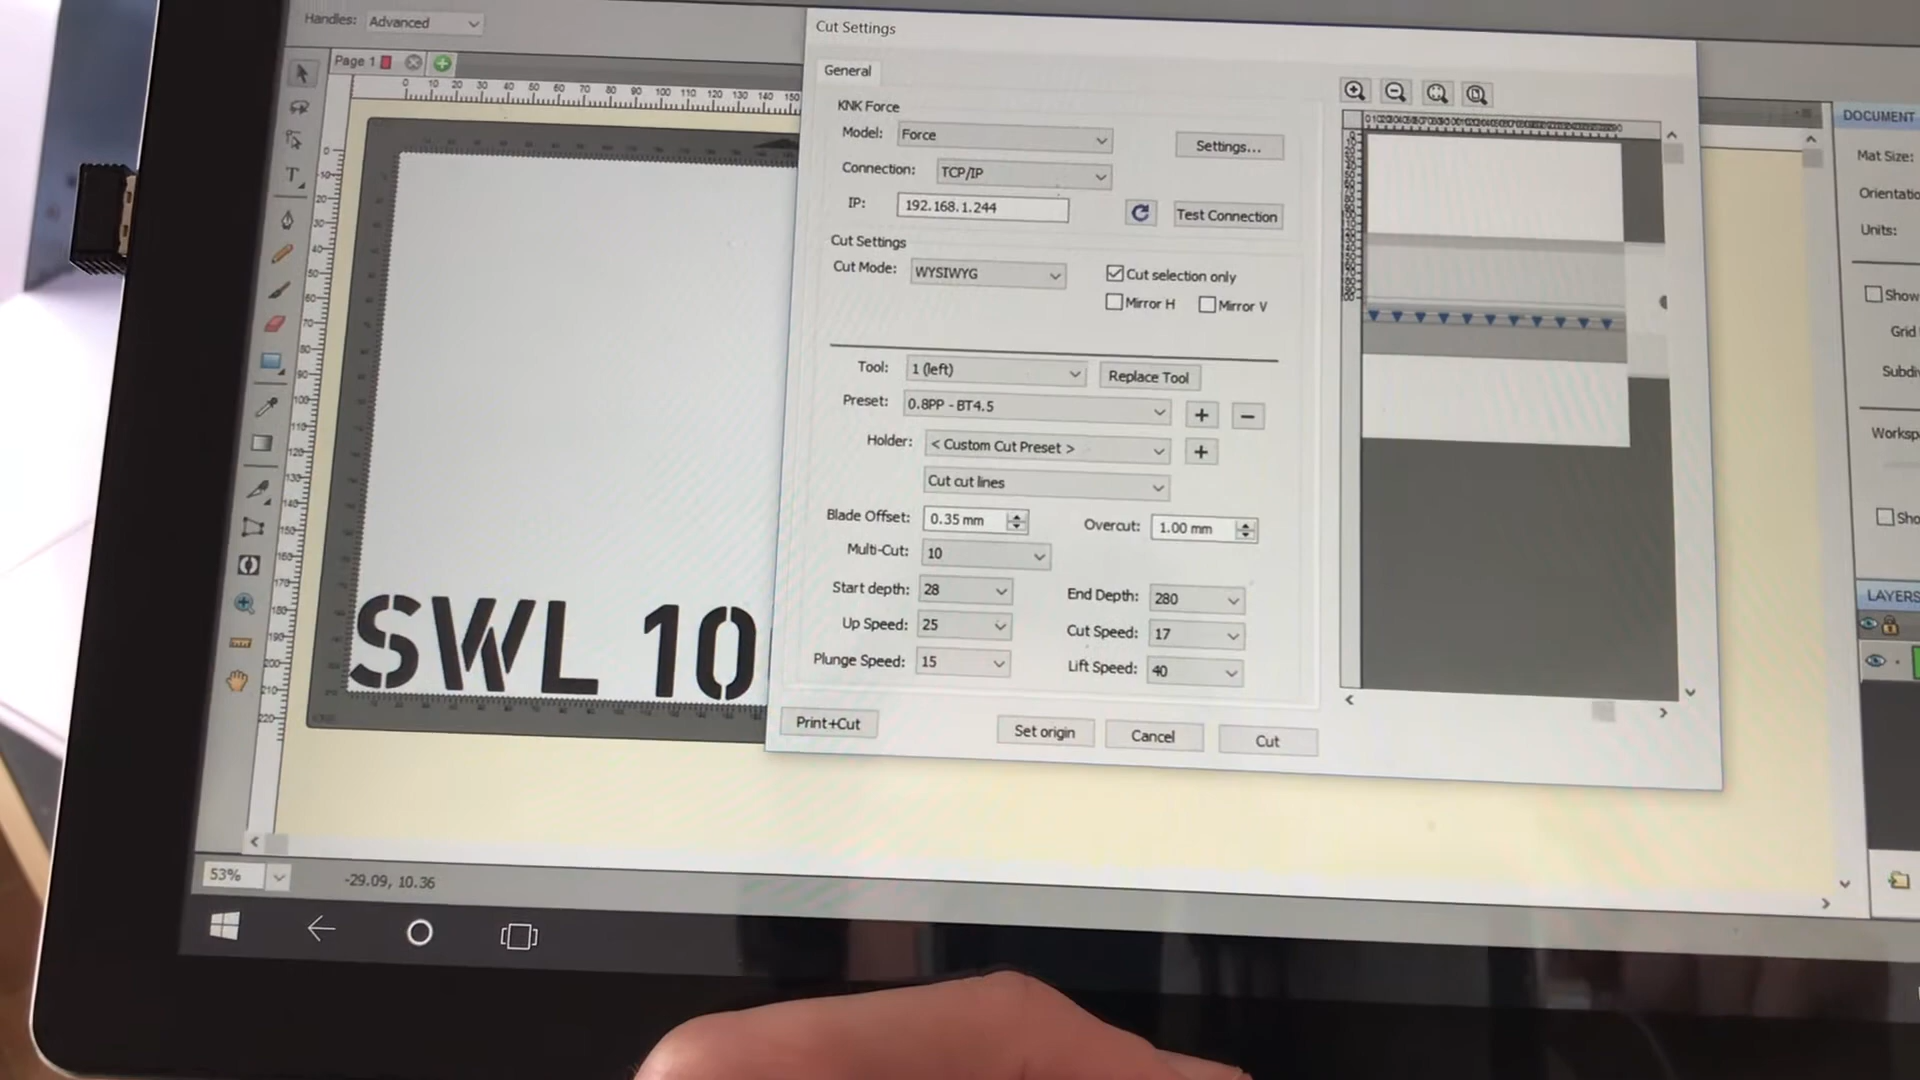 Handles: Advanced
Cut Settings
Page 1
General
KNK Force
Model: Force
Settings...
Connection: TCP/IP
IP: 192.168.1.244
Test Connection
Cut Settings
Cut Mode: WYSIWYG
Cut selection only
Mirror H
Mirror V
Tool: 1 (left)
Replace Tool
Preset: 0.8PP - BT4.5
Holder: < Custom Cut Preset >
Cut cut lines
Blade Offset: 0.35 mm
Overcut: 1.00 mm
Multi-Cut: 10
Start depth: 28
End Depth: 280
Up Speed: 25
Cut Speed: 17
Plunge Speed: 15
Lift Speed: 40
Print+Cut
Set origin
Cancel
Cut
SWL 10
DOCUMENT
Mat Size:
Orientatio
Units:
Show
Grid
Subdiv
Worksp
Sho
LAYERS
53%
-29.09, 10.36